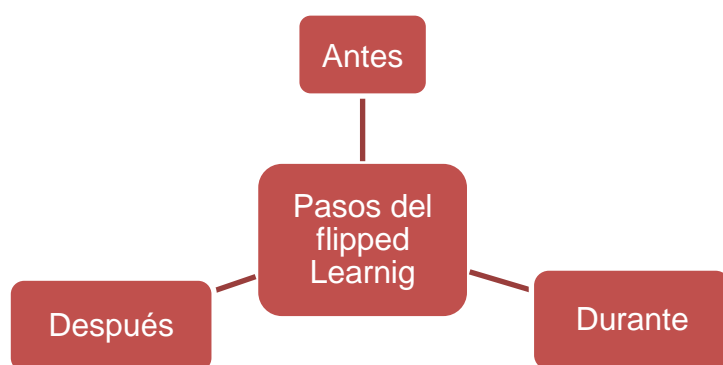 Antes
Pasos del
flipped
Learnig
Después
Durante